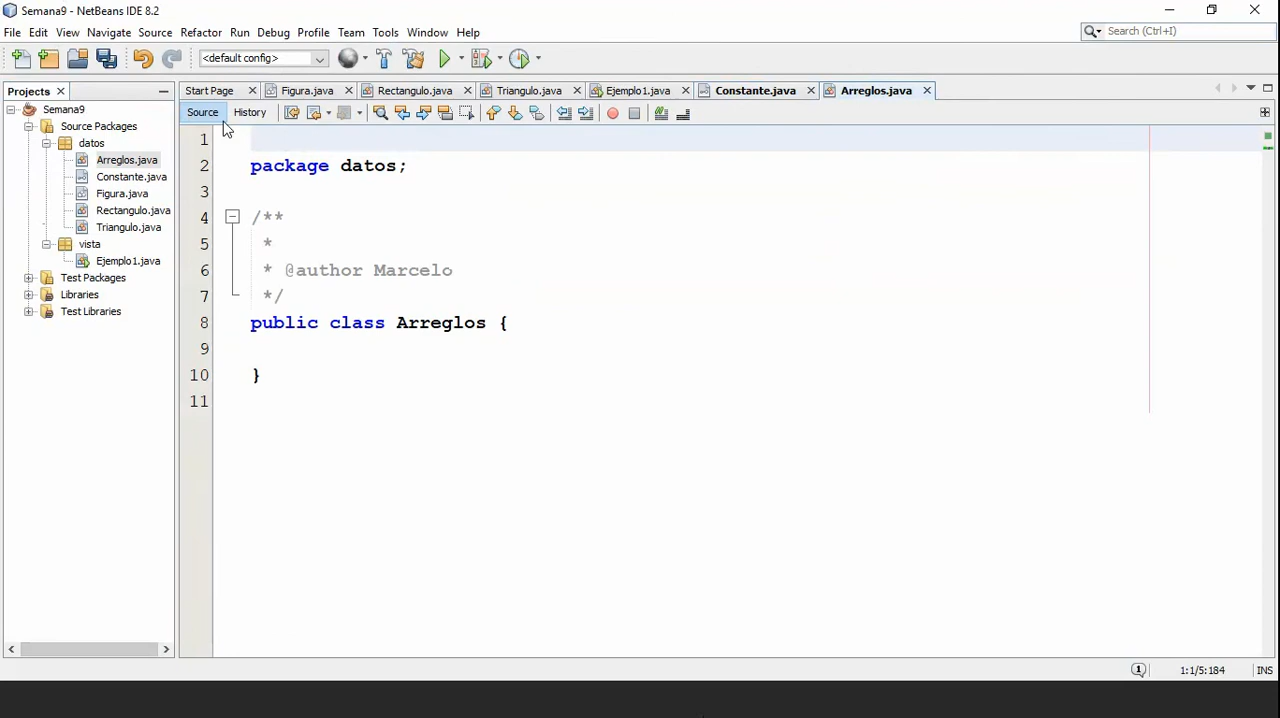 Semana9 - NetBeans IDE 8.2
File Edit View Navigate Source Refactor Run Debug Profile Team Tools Window Help
Search (Ctrl+I)
<default config>
Projects
Start Page Figura.java Rectangulo.java Triangulo.java Ejemplo1.java Constante.java Arreglos.java
Source History
Semana9
Source Packages
datos
Arreglos.java
Constante.java
Figura.java
Rectangulo.java
Triangulo.java
vista
Ejemplo1.java
Test Packages
Libraries
Test Libraries
1
2 package datos;
3
4 /**
5 *
6 * @author Marcelo
7 */
8 public class Arreglos {
9
10 }
11
1 1:1/5:184 INS